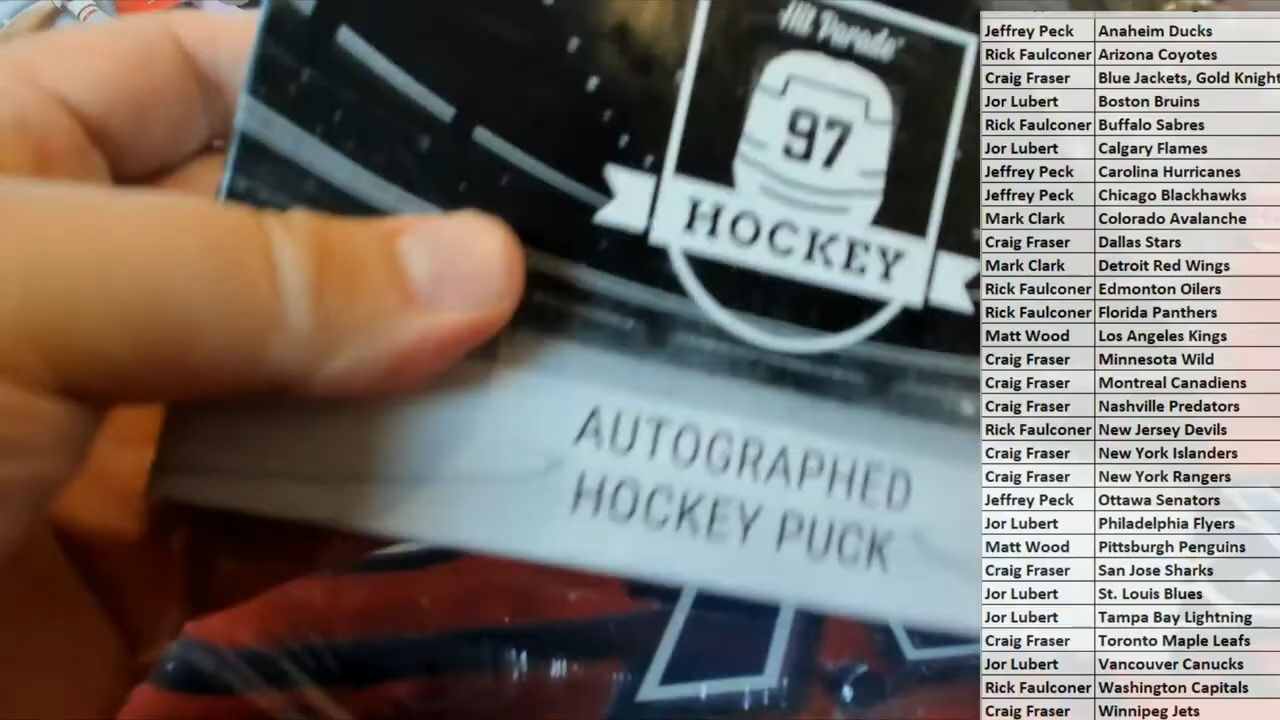 Hit Parade
97
HOCKEY
AUTOGRAPHED
HOCKEY PUCK
Jeffrey Peck Anaheim Ducks
Rick Faulconer Arizona Coyotes
Craig Fraser Blue Jackets, Gold Knight
Jor Lubert Boston Bruins
Rick Faulconer Buffalo Sabres
Jor Lubert Calgary Flames
Jeffrey Peck Carolina Hurricanes
Jeffrey Peck Chicago Blackhawks
Mark Clark Colorado Avalanche
Craig Fraser Dallas Stars
Mark Clark Detroit Red Wings
Rick Faulconer Edmonton Oilers
Rick Faulconer Florida Panthers
Matt Wood Los Angeles Kings
Craig Fraser Minnesota Wild
Craig Fraser Montreal Canadiens
Craig Fraser Nashville Predators
Rick Faulconer New Jersey Devils
Craig Fraser New York Islanders
Craig Fraser New York Rangers
Jeffrey Peck Ottawa Senators
Jor Lubert Philadelphia Flyers
Matt Wood Pittsburgh Penguins
Craig Fraser San Jose Sharks
Jor Lubert St. Louis Blues
Jor Lubert Tampa Bay Lightning
Craig Fraser Toronto Maple Leafs
Jor Lubert Vancouver Canucks
Rick Faulconer Washington Capitals
Craig Fraser Winnipeg Jets